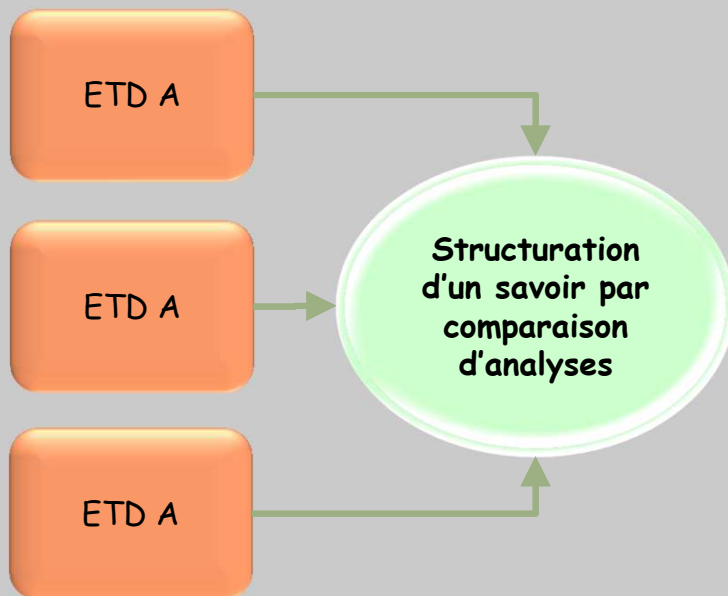 ETD A
Structuration
d'un savoir par
comparaison
d'analyses
ETD A
ETD A